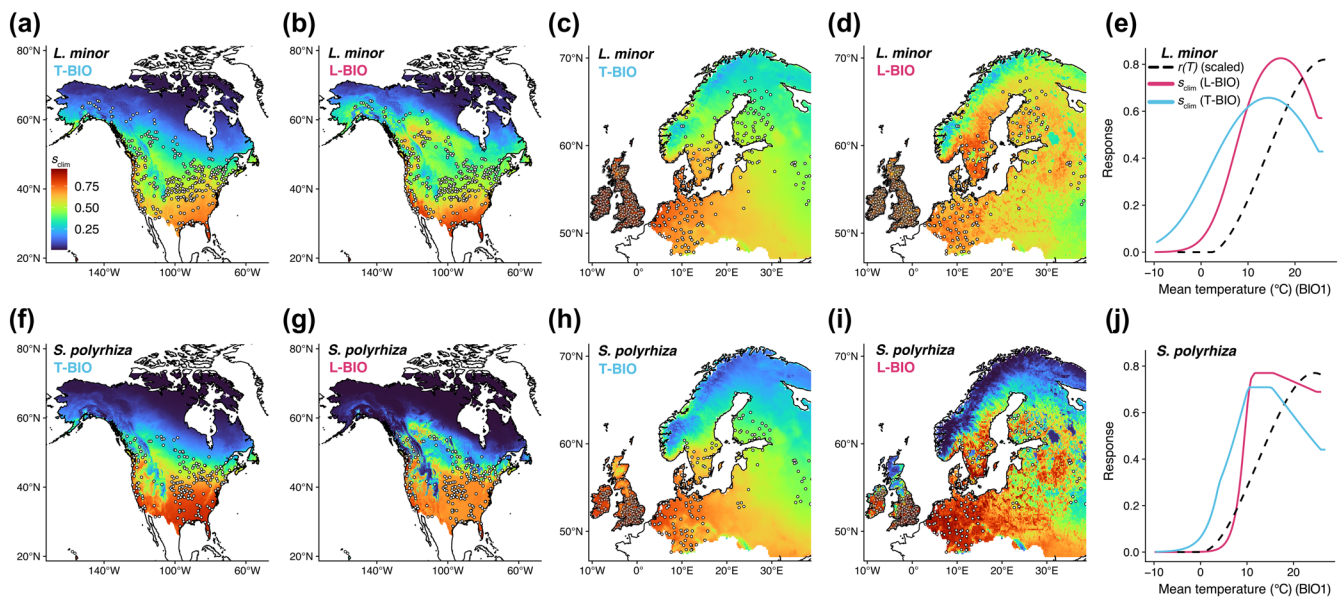 (a)
L. minor
T-BIO
80°N
60°N
40°N
20°N
s_clim
0.75
0.50
0.25
140°W
100°W
60°W
(b)
L. minor
L-BIO
80°N
60°N
40°N
20°N
140°W
100°W
60°W
(c)
L. minor
T-BIO
70°N
60°N
50°N
10°W
0°
10°E
20°E
30°E
(d)
L. minor
L-BIO
70°N
60°N
50°N
10°W
0°
10°E
20°E
30°E
(e)
L. minor
r(T) (scaled)
s_clim (L-BIO)
s_clim (T-BIO)
Response
0.8
0.6
0.4
0.2
0.0
-10
0
10
20
Mean temperature (°C) (BIO1)
(f)
S. polyrhiza
T-BIO
80°N
60°N
40°N
20°N
140°W
100°W
60°W
(g)
S. polyrhiza
L-BIO
80°N
60°N
40°N
20°N
140°W
100°W
60°W
(h)
S. polyrhiza
T-BIO
70°N
60°N
50°N
10°W
0°
10°E
20°E
30°E
(i)
S. polyrhiza
L-BIO
70°N
60°N
50°N
10°W
0°
10°E
20°E
30°E
(j)
S. polyrhiza
Response
0.8
0.6
0.4
0.2
0.0
-10
0
10
20
Mean temperature (°C) (BIO1)